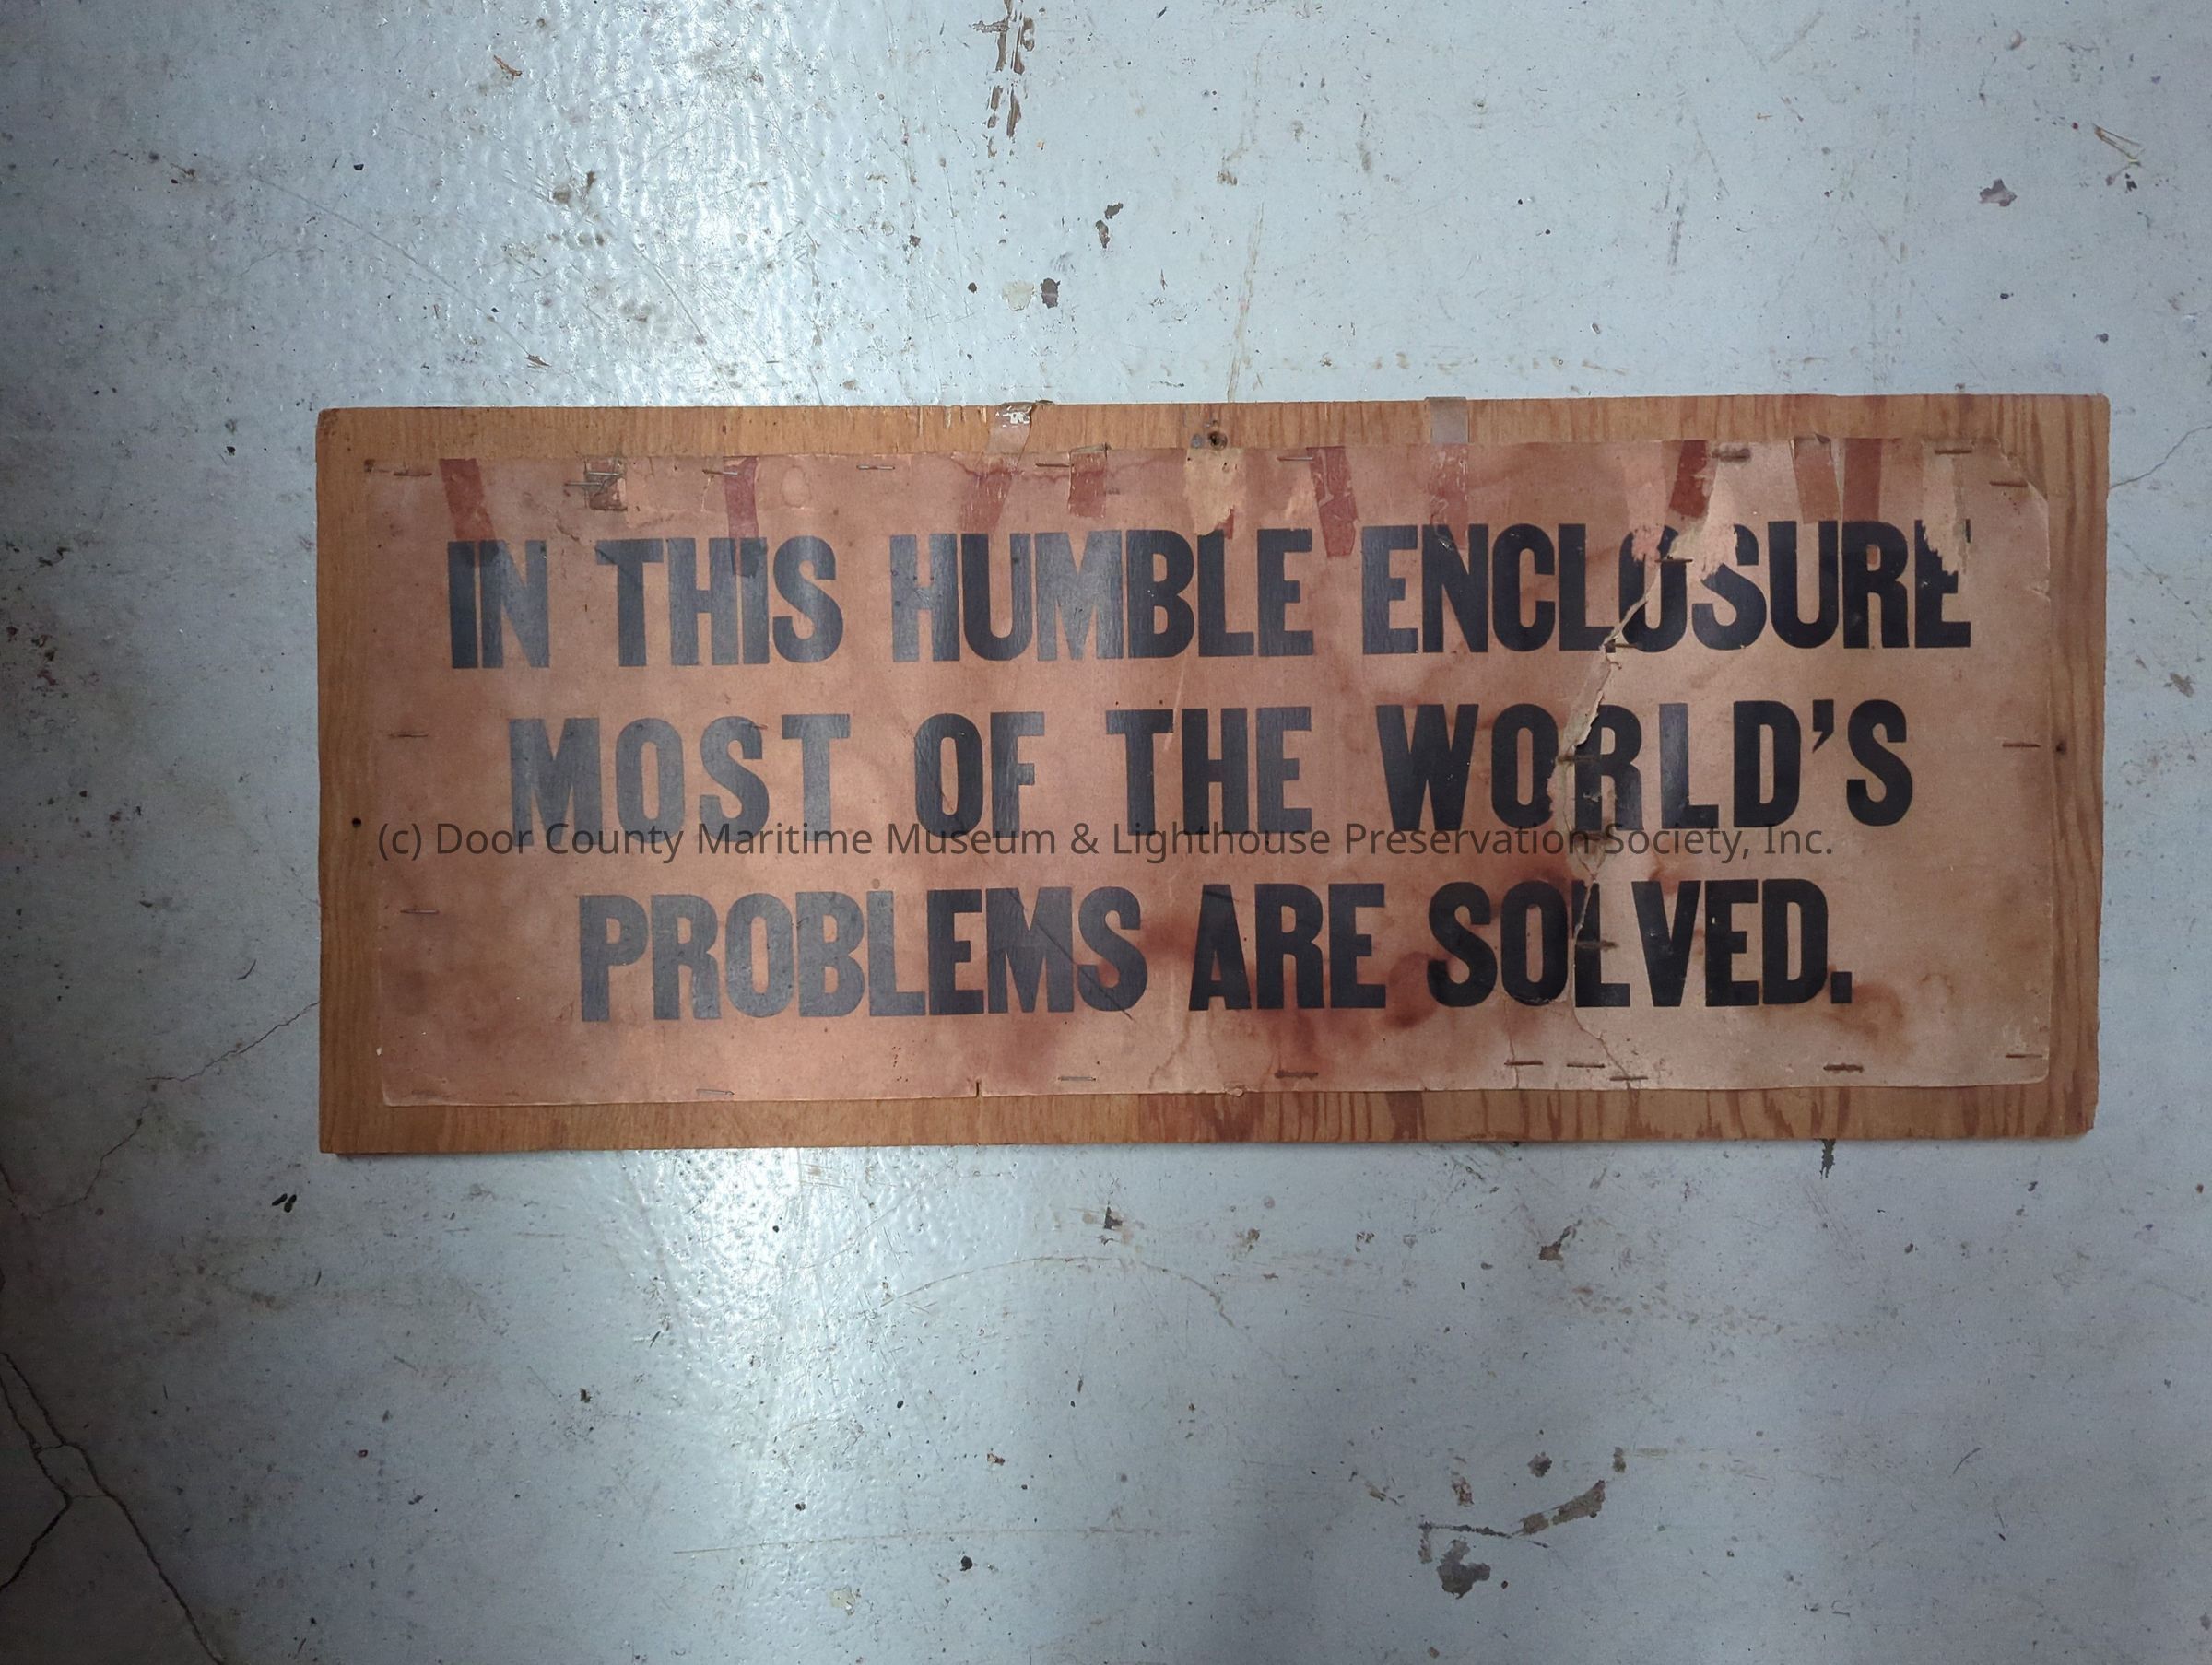 IN THIS HUMBLE ENCLOSURE
MOST OF THE WORLD'S
(c) Door County Maritime Museum & Lighthouse Preservation Society, Inc.
PROBLEMS ARE SOLVED.